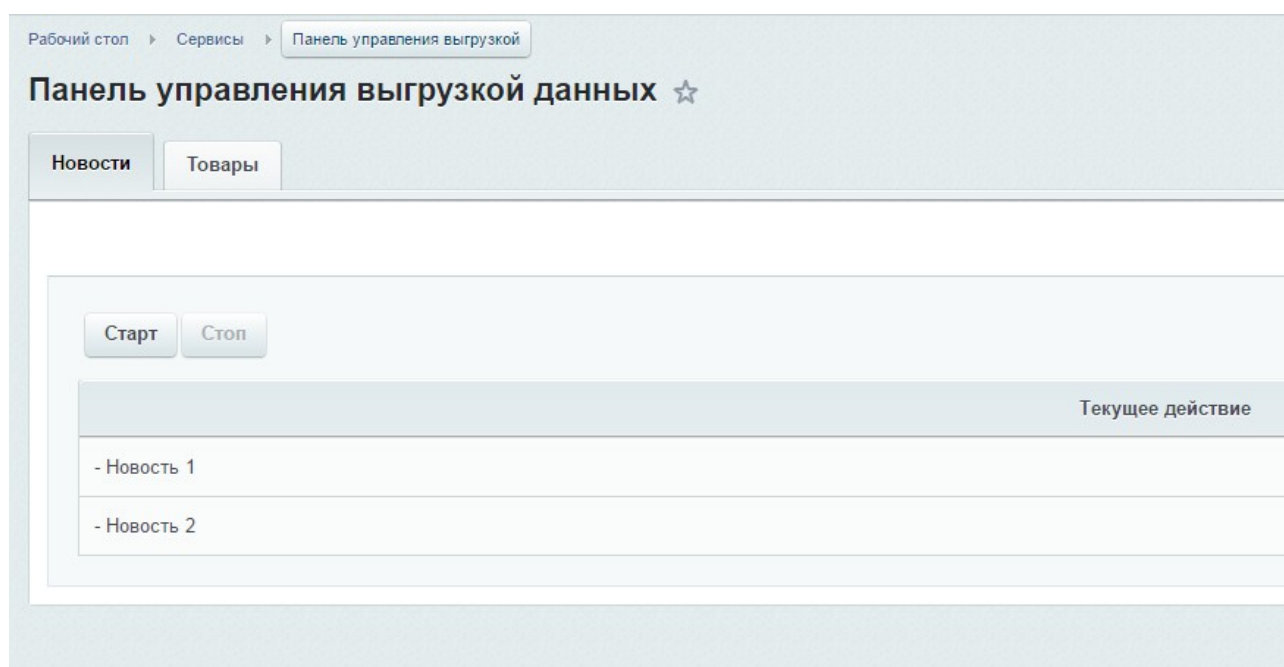 Рабочий стол Сервисы Панель управления выгрузкой
Панель управления выгрузкой данных
Новости Товары
Старт Стоп
Текущее действие
- Новость 1
- Новость 2